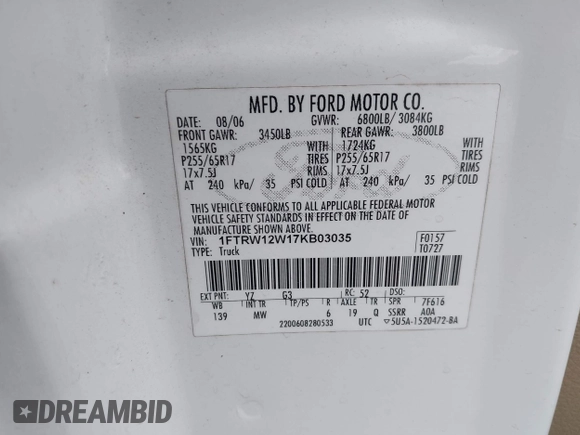 MFD. BY FORD MOTOR CO.
DATE: 08/06 GVWR: 6800LB/ 3084KG
FRONT GAWR: 3450LB REAR GAWR: 3800LB
1565KG WITH 1724KG WITH
P255/65R17 TIRES P255/65R17 TIRES
17x7.5J RIMS 17x7.5J RIMS
AT 240 kPa/ 35 PSI COLD AT 240 kPa/ 35 PSI COLD
THIS VEHICLE CONFORMS TO ALL APPLICABLE FEDERAL MOTOR
VEHICLE SAFETY STANDARDS IN EFFECT ON THE DATE OF
MANUFACTURE SHOWN ABOVE.
VIN: 1FTRW12W17KB03035 F0157
TYPE: Truck T0727
EXT PNT: YZ G3 RC: 52 DSO:
WB INT TR TP/PS R AXLE TR SPR 7F616
139 MW 6 19 Q SSRR A0A
2200608280533 UTC ▽5U5A-1520472-BA
DREAMBID
Ford